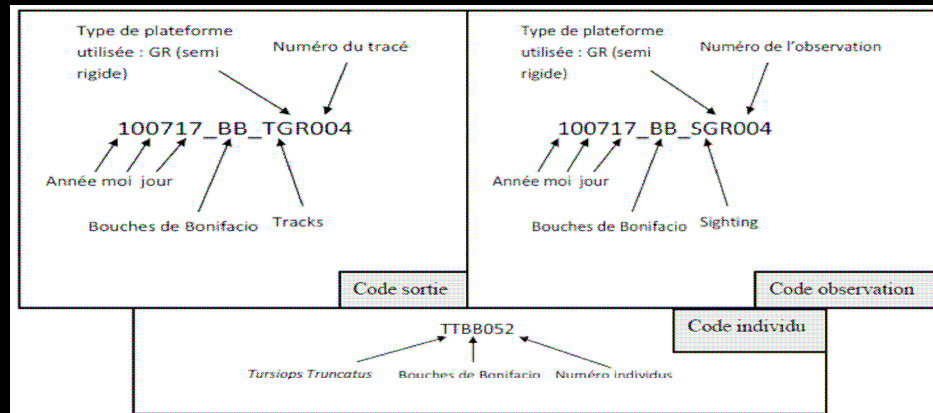 Type de plateforme
utilisée : GR (semi
rigide)
Numéro du tracé
100717_BB_TGR004
Année moi jour
Bouches de Bonifacio
Tracks
Code sortie
Type de plateforme
utilisée : GR (semi
rigide)
Numéro de l'observation
100717_BB_SGR004
Année moi jour
Bouches de Bonifacio
Sighting
Code observation
Code individu
TTBB052
Tursiops Truncatus
Bouches de Bonifacio
Numéro individus